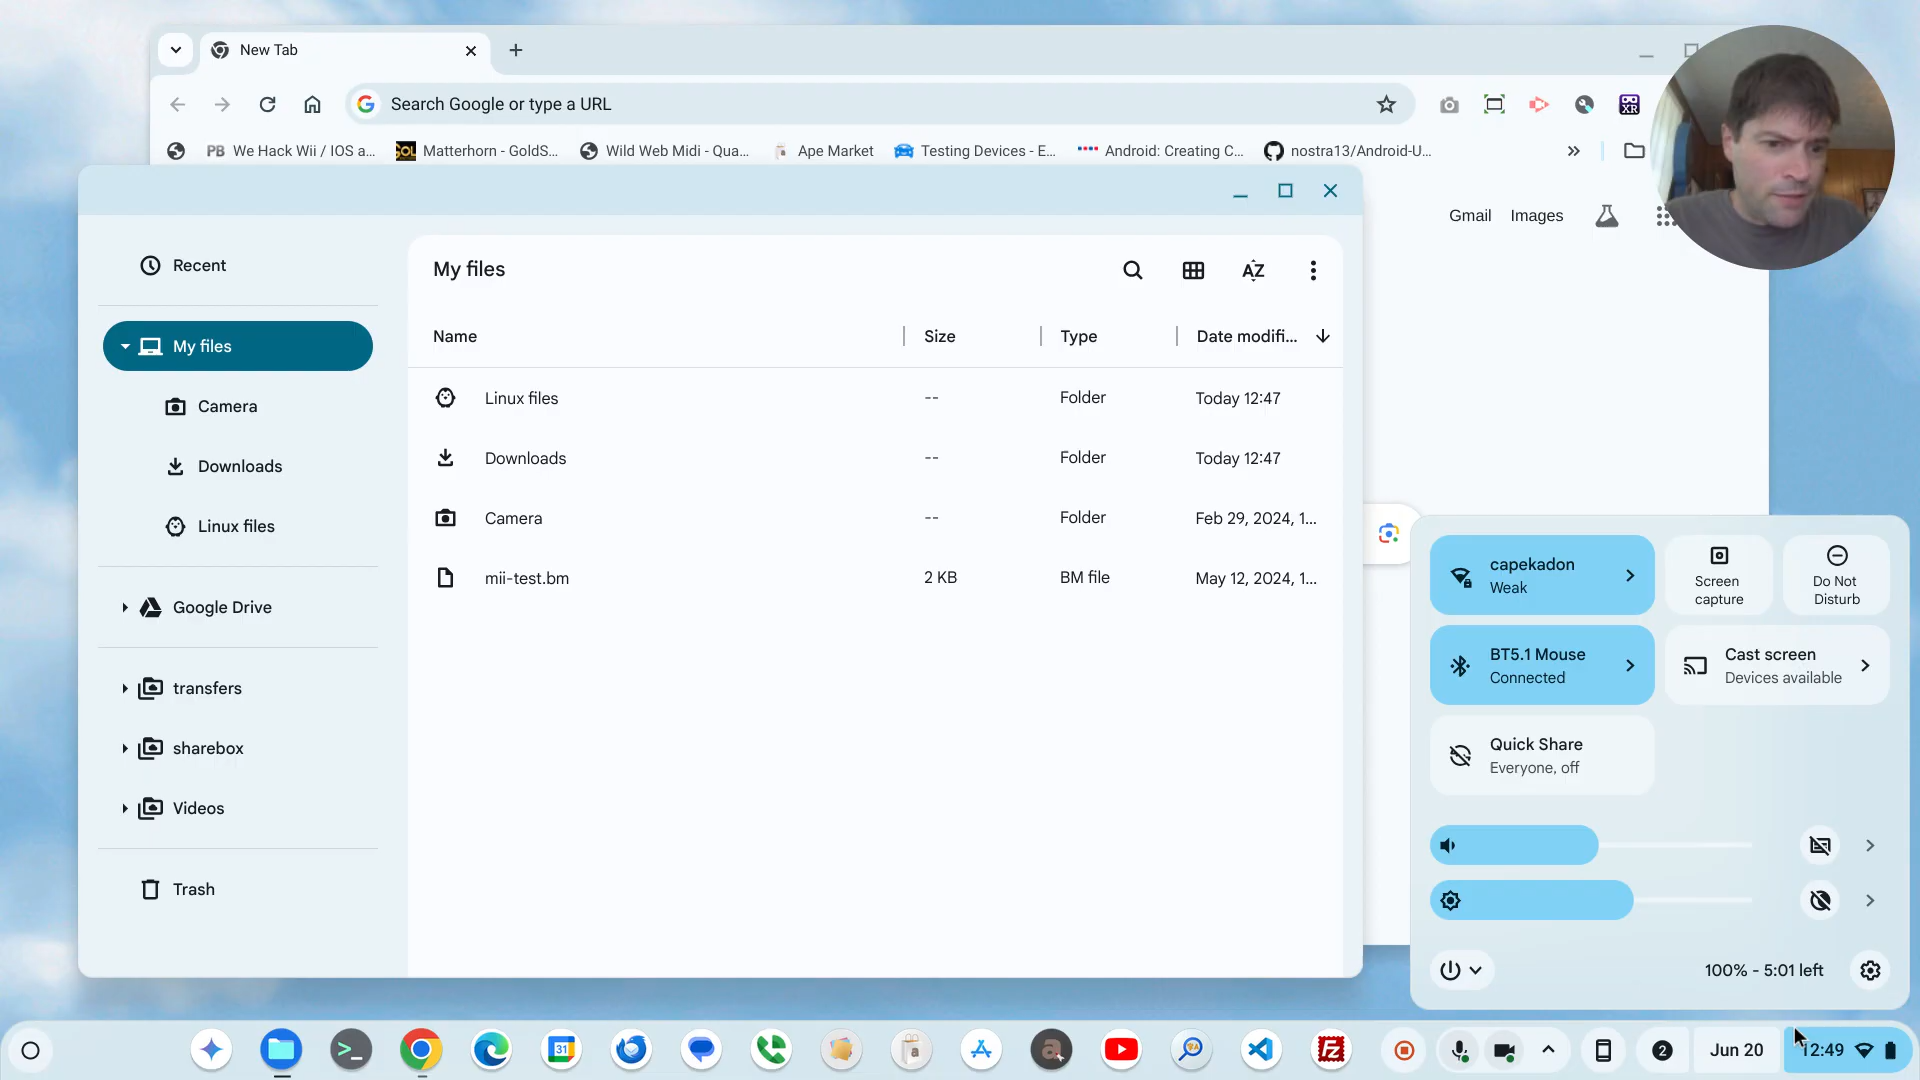 New Tab
Search Google or type a URL
PB We Hack Wii / IOS a...
GOL Matterhorn - GoldS...
Wild Web Midi - Qua...
Ape Market
Testing Devices - E...
Android: Creating C...
nostra13/Android-U...
XR
Gmail
Images
Recent
My files
Camera
Downloads
Linux files
Google Drive
transfers
sharebox
Videos
Trash
My files
AZ
Name Size Type Date modifi...
Linux files -- Folder Today 12:47
Downloads -- Folder Today 12:47
Camera -- Folder Feb 29, 2024, 1...
mii-test.bm 2 KB BM file May 12, 2024, 1...
capekadon
Weak
Screen
capture
Do Not
Disturb
BT5.1 Mouse
Connected
Cast screen
Devices available
Quick Share
Everyone, off
100% - 5:01 left
31
2
Jun 20
12:49